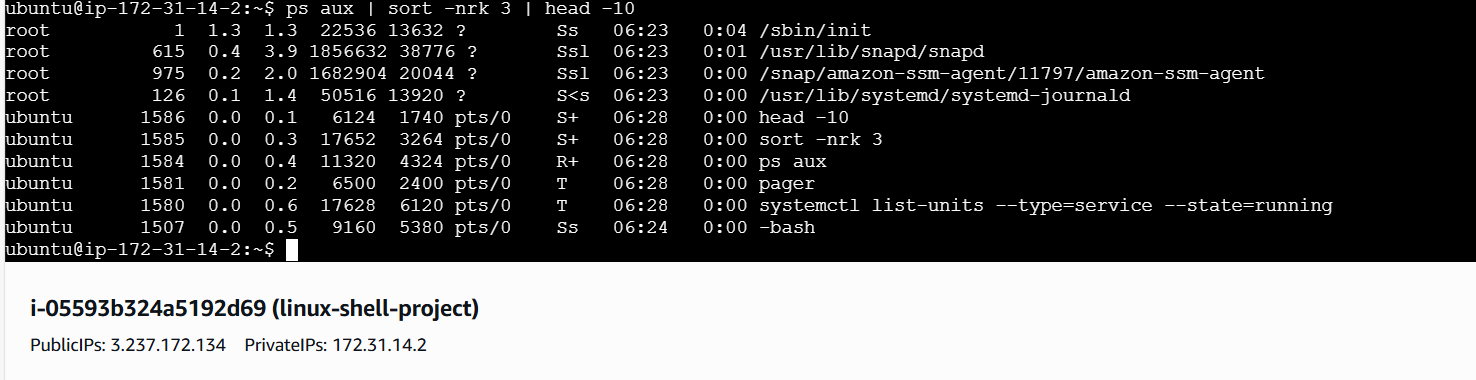 ubuntu@ip-172-31-14-2:~$ ps aux | sort -nrk 3 | head -10
root           1  1.3  1.3  22536 13632 ?        Ss   06:23   0:04 /sbin/init
root         615  0.4  3.9 1856632 38776 ?       Ssl  06:23   0:01 /usr/lib/snapd/snapd
root         975  0.2  2.0 1682904 20044 ?       Ssl  06:23   0:00 /snap/amazon-ssm-agent/11797/amazon-ssm-agent
root         126  0.1  1.4  50516 13920 ?        S<s  06:23   0:00 /usr/lib/systemd/systemd-journald
ubuntu      1586  0.0  0.1   6124  1740 pts/0    S+   06:28   0:00 head -10
ubuntu      1585  0.0  0.3  17652  3264 pts/0    S+   06:28   0:00 sort -nrk 3
ubuntu      1584  0.0  0.4  11320  4324 pts/0    R+   06:28   0:00 ps aux
ubuntu      1581  0.0  0.2   6500  2400 pts/0    T    06:28   0:00 pager
ubuntu      1580  0.0  0.6  17628  6120 pts/0    T    06:28   0:00 systemctl list-units --type=service --state=running
ubuntu      1507  0.0  0.5   9160  5380 pts/0    Ss   06:24   0:00 -bash
ubuntu@ip-172-31-14-2:~$
i-05593b324a5192d69 (linux-shell-project)
PublicIPs: 3.237.172.134 PrivateIPs: 172.31.14.2